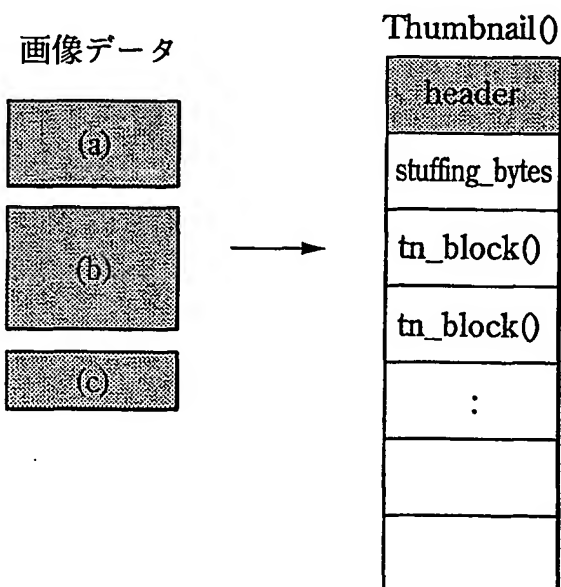 画像データ
(a)
(b)
(c)
Thumbnail()
header
stuffing_bytes
tn_block()
tn_block()
: